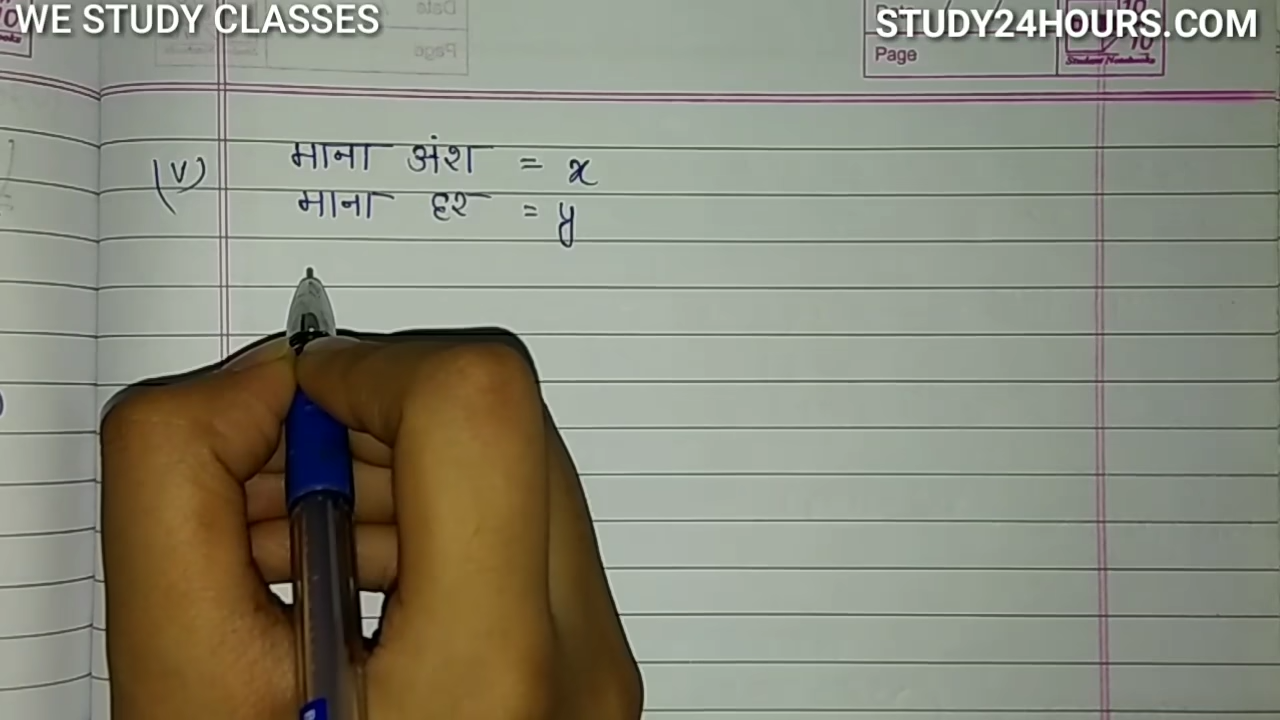 WE STUDY CLASSES
STUDY24HOURS.COM
Page
(v) माना अंश = x
माना हर = y